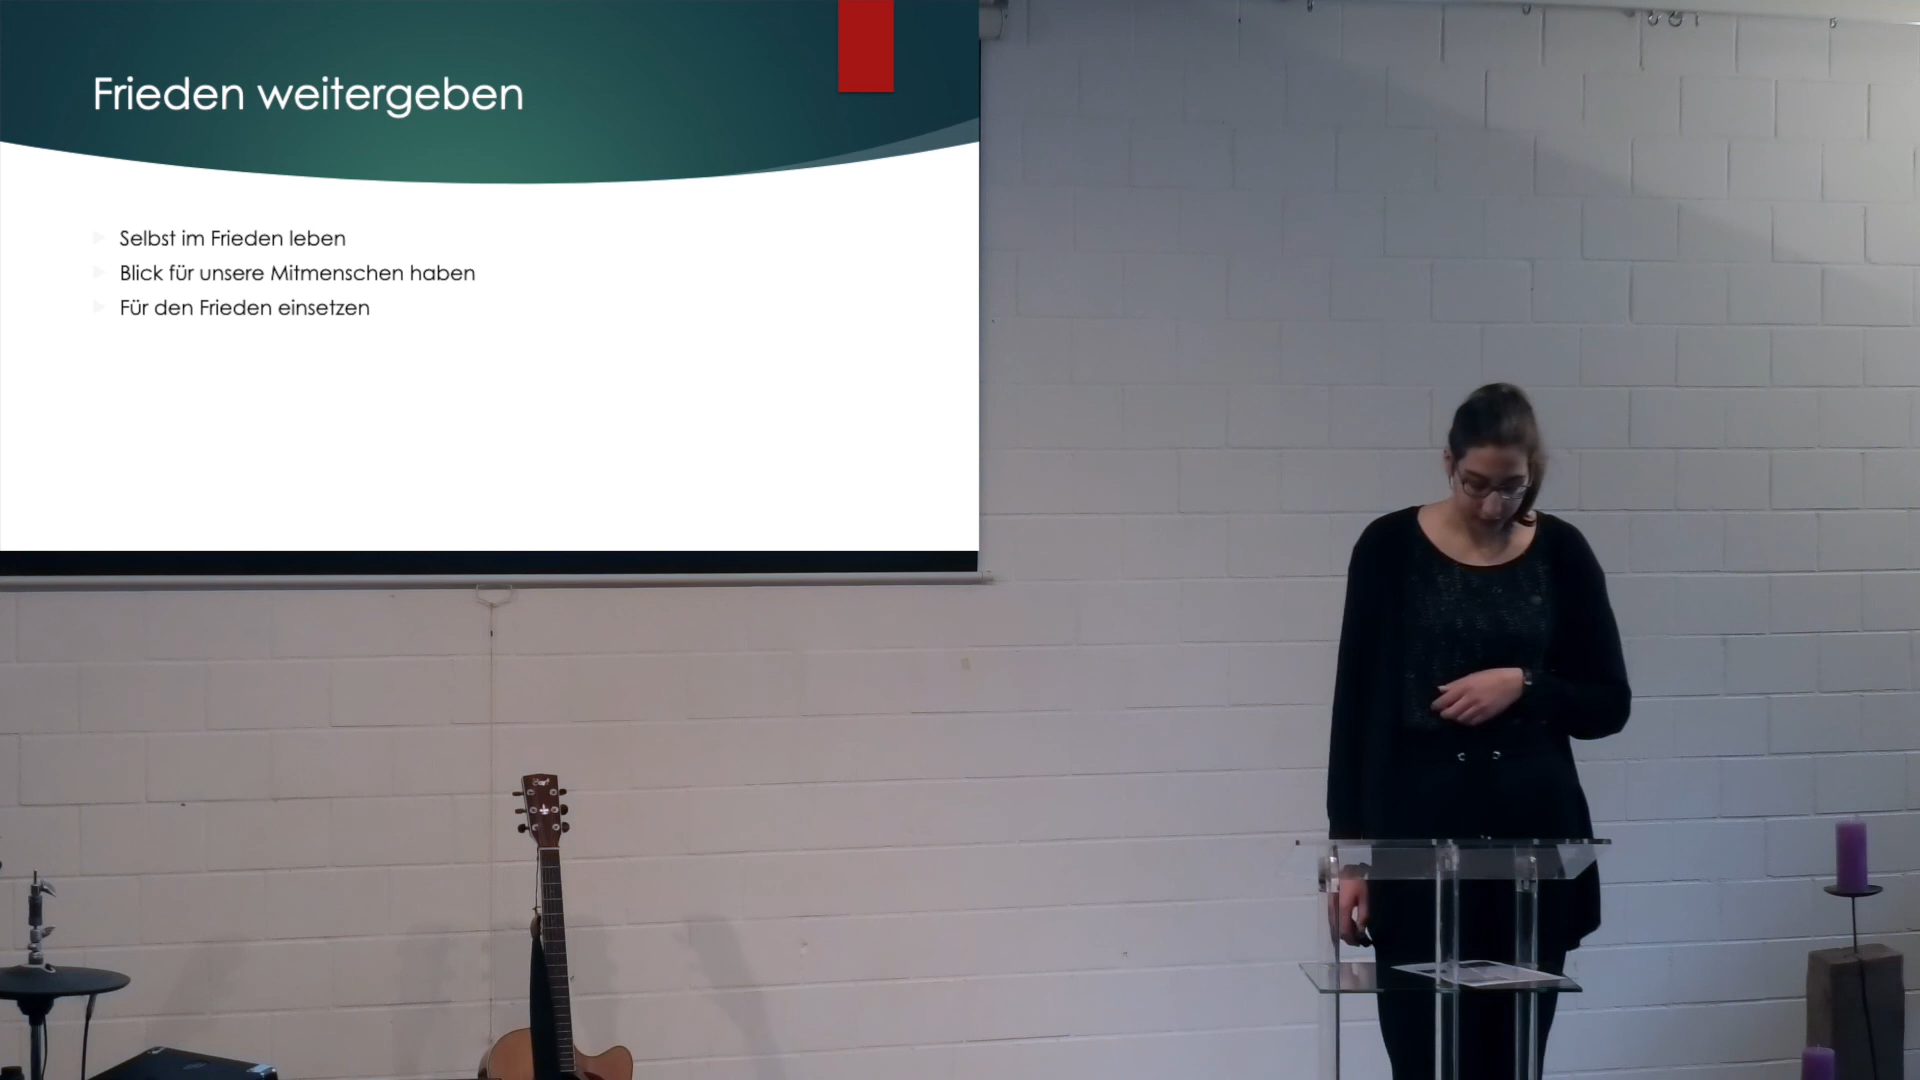 Frieden weitergeben
Selbst im Frieden leben
Blick für unsere Mitmenschen haben
Für den Frieden einsetzen